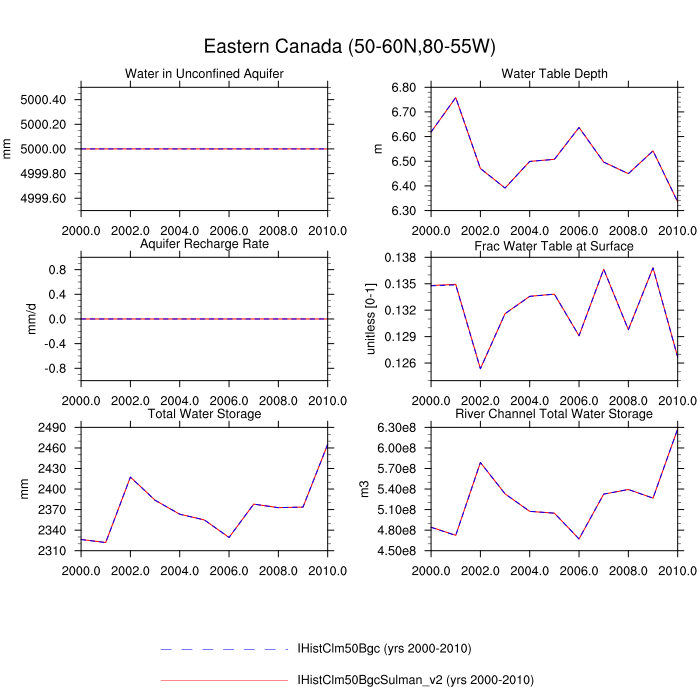 Eastern Canada (50-60N,80-55W)
Water in Unconfined Aquifer
5000.40
5000.20
5000.00
4999.80
4999.60
mm
2000.0 2002.0 2004.0 2006.0 2008.0 2010.0
Water Table Depth
6.80
6.70
6.60
6.50
6.40
6.30
m
2000.0 2002.0 2004.0 2006.0 2008.0 2010.0
Aquifer Recharge Rate
0.8
0.4
0.0
-0.4
-0.8
mm/d
2000.0 2002.0 2004.0 2006.0 2008.0 2010.0
Frac Water Table at Surface
0.138
0.135
0.132
0.129
0.126
unitless [0-1]
2000.0 2002.0 2004.0 2006.0 2008.0 2010.0
Total Water Storage
2490
2460
2430
2400
2370
2340
2310
mm
2000.0 2002.0 2004.0 2006.0 2008.0 2010.0
River Channel Total Water Storage
6.30e8
6.00e8
5.70e8
5.40e8
5.10e8
4.80e8
4.50e8
m3
2000.0 2002.0 2004.0 2006.0 2008.0 2010.0
IHistClm50Bgc (yrs 2000-2010)
IHistClm50BgcSulman_v2 (yrs 2000-2010)